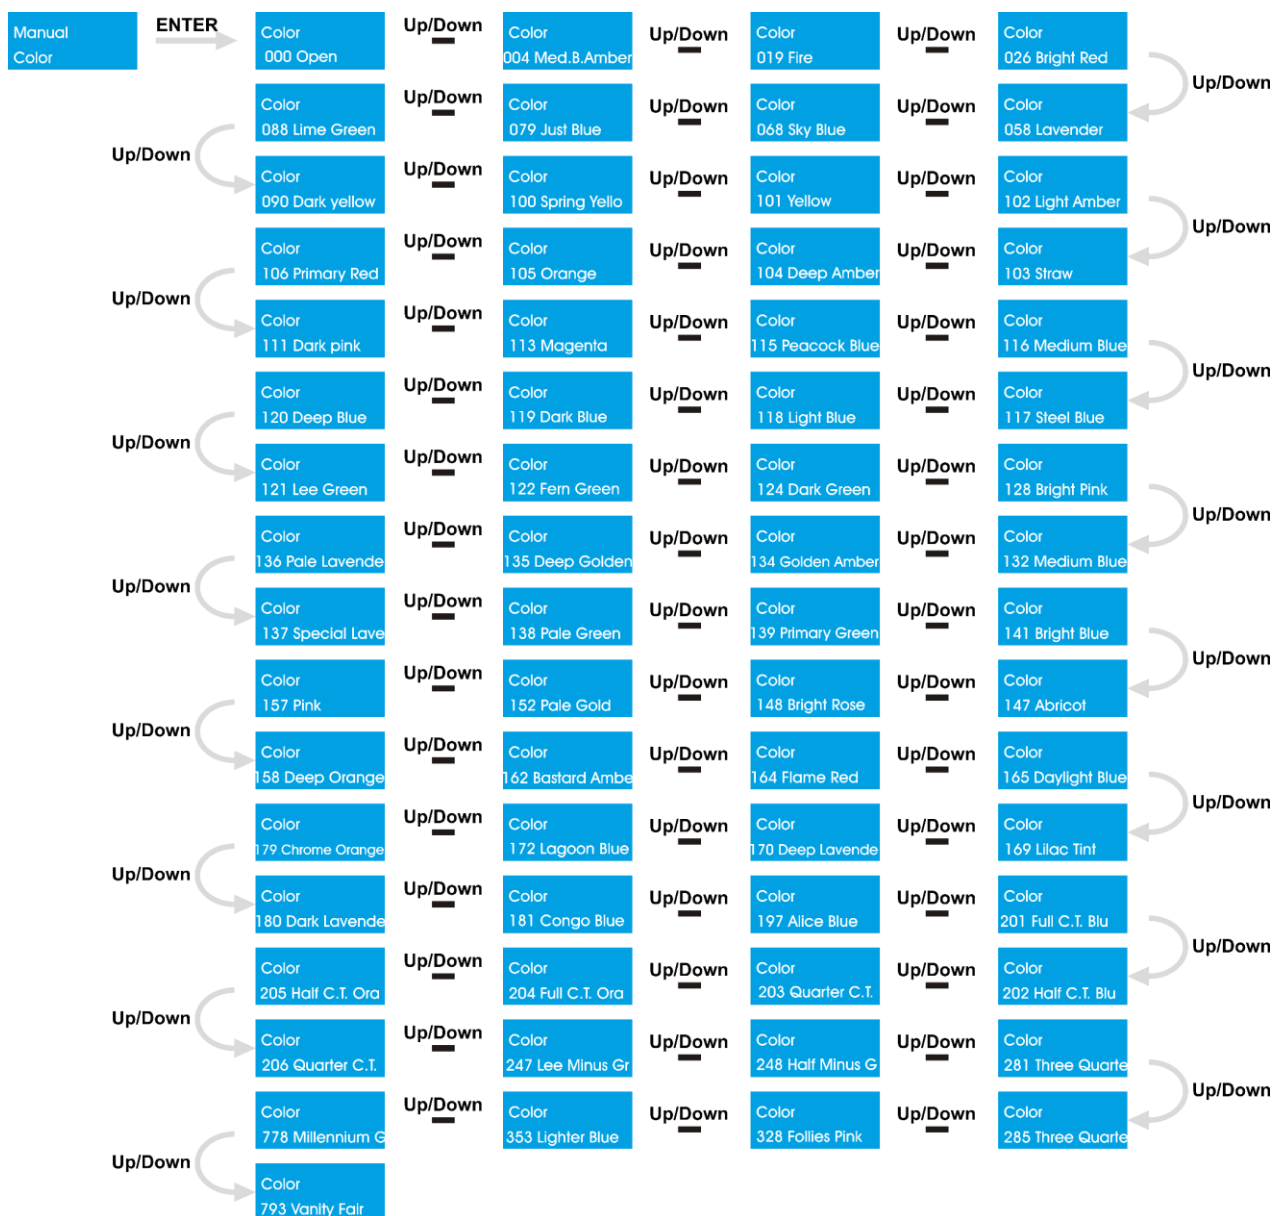 Manual
Color
ENTER
Color
000 Open
Up/Down
Color
004 Med.B.Amber
Up/Down
Color
019 Fire
Up/Down
Color
026 Bright Red
Up/Down
Color
088 Lime Green
Up/Down
Color
079 Just Blue
Up/Down
Color
068 Sky Blue
Up/Down
Color
058 Lavender
Up/Down
Color
090 Dark yellow
Up/Down
Color
100 Spring Yello
Up/Down
Color
101 Yellow
Up/Down
Color
102 Light Amber
Up/Down
Color
106 Primary Red
Up/Down
Color
105 Orange
Up/Down
Color
104 Deep Amber
Up/Down
Color
103 Straw
Up/Down
Color
111 Dark pink
Up/Down
Color
113 Magenta
Up/Down
Color
115 Peacock Blue
Up/Down
Color
116 Medium Blue
Up/Down
Color
120 Deep Blue
Up/Down
Color
119 Dark Blue
Up/Down
Color
118 Light Blue
Up/Down
Color
117 Steel Blue
Up/Down
Color
121 Lee Green
Up/Down
Color
122 Fern Green
Up/Down
Color
124 Dark Green
Up/Down
Color
128 Bright Pink
Up/Down
Color
136 Pale Lavende
Up/Down
Color
135 Deep Golden
Up/Down
Color
134 Golden Amber
Up/Down
Color
132 Medium Blue
Up/Down
Color
137 Special Lave
Up/Down
Color
138 Pale Green
Up/Down
Color
139 Primary Green
Up/Down
Color
141 Bright Blue
Up/Down
Color
157 Pink
Up/Down
Color
152 Pale Gold
Up/Down
Color
148 Bright Rose
Up/Down
Color
147 Abricot
Up/Down
Color
158 Deep Orange
Up/Down
Color
162 Bastard Ambe
Up/Down
Color
164 Flame Red
Up/Down
Color
165 Daylight Blue
Up/Down
Color
179 Chrome Orange
Up/Down
Color
172 Lagoon Blue
Up/Down
Color
170 Deep Lavende
Up/Down
Color
169 Lilac Tint
Up/Down
Color
180 Dark Lavende
Up/Down
Color
181 Congo Blue
Up/Down
Color
197 Alice Blue
Up/Down
Color
201 Full C.T. Blu
Up/Down
Color
205 Half C.T. Ora
Up/Down
Color
204 Full C.T. Ora
Up/Down
Color
203 Quarter C.T.
Up/Down
Color
202 Half C.T. Blu
Up/Down
Color
206 Quarter C.T.
Up/Down
Color
247 Lee Minus Gr
Up/Down
Color
248 Half Minus G
Up/Down
Color
281 Three Quarte
Up/Down
Color
778 Millennium G
Up/Down
Color
353 Lighter Blue
Up/Down
Color
328 Follies Pink
Up/Down
Color
285 Three Quarte
Up/Down
Color
793 Vanity Fair